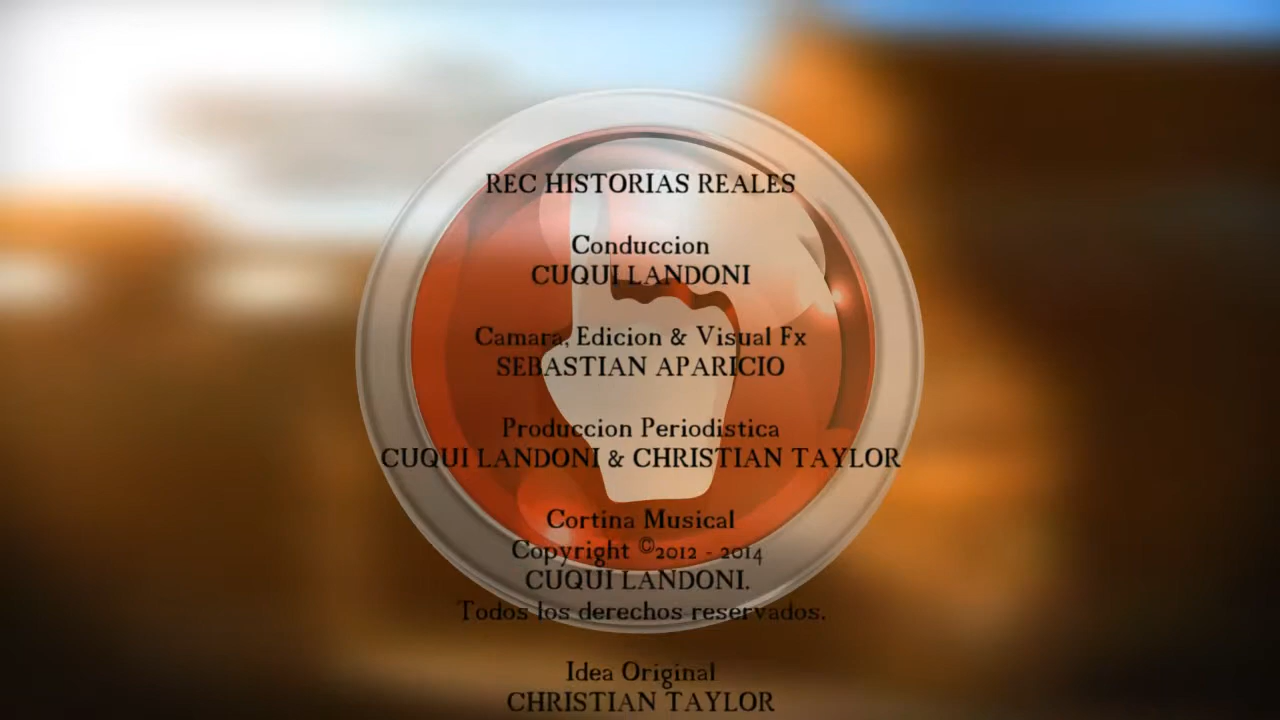 REC HISTORIAS REALES
Conduccion
CUQUI LANDONI
Camara, Edicion & Visual Fx
SEBASTIAN APARICIO
Produccion Periodistica
CUQUI LANDONI & CHRISTIAN TAYLOR
Cortina Musical
Copyright ©2012 - 2014
CUQUI LANDONI.
Todos los derechos reservados.
Idea Original
CHRISTIAN TAYLOR